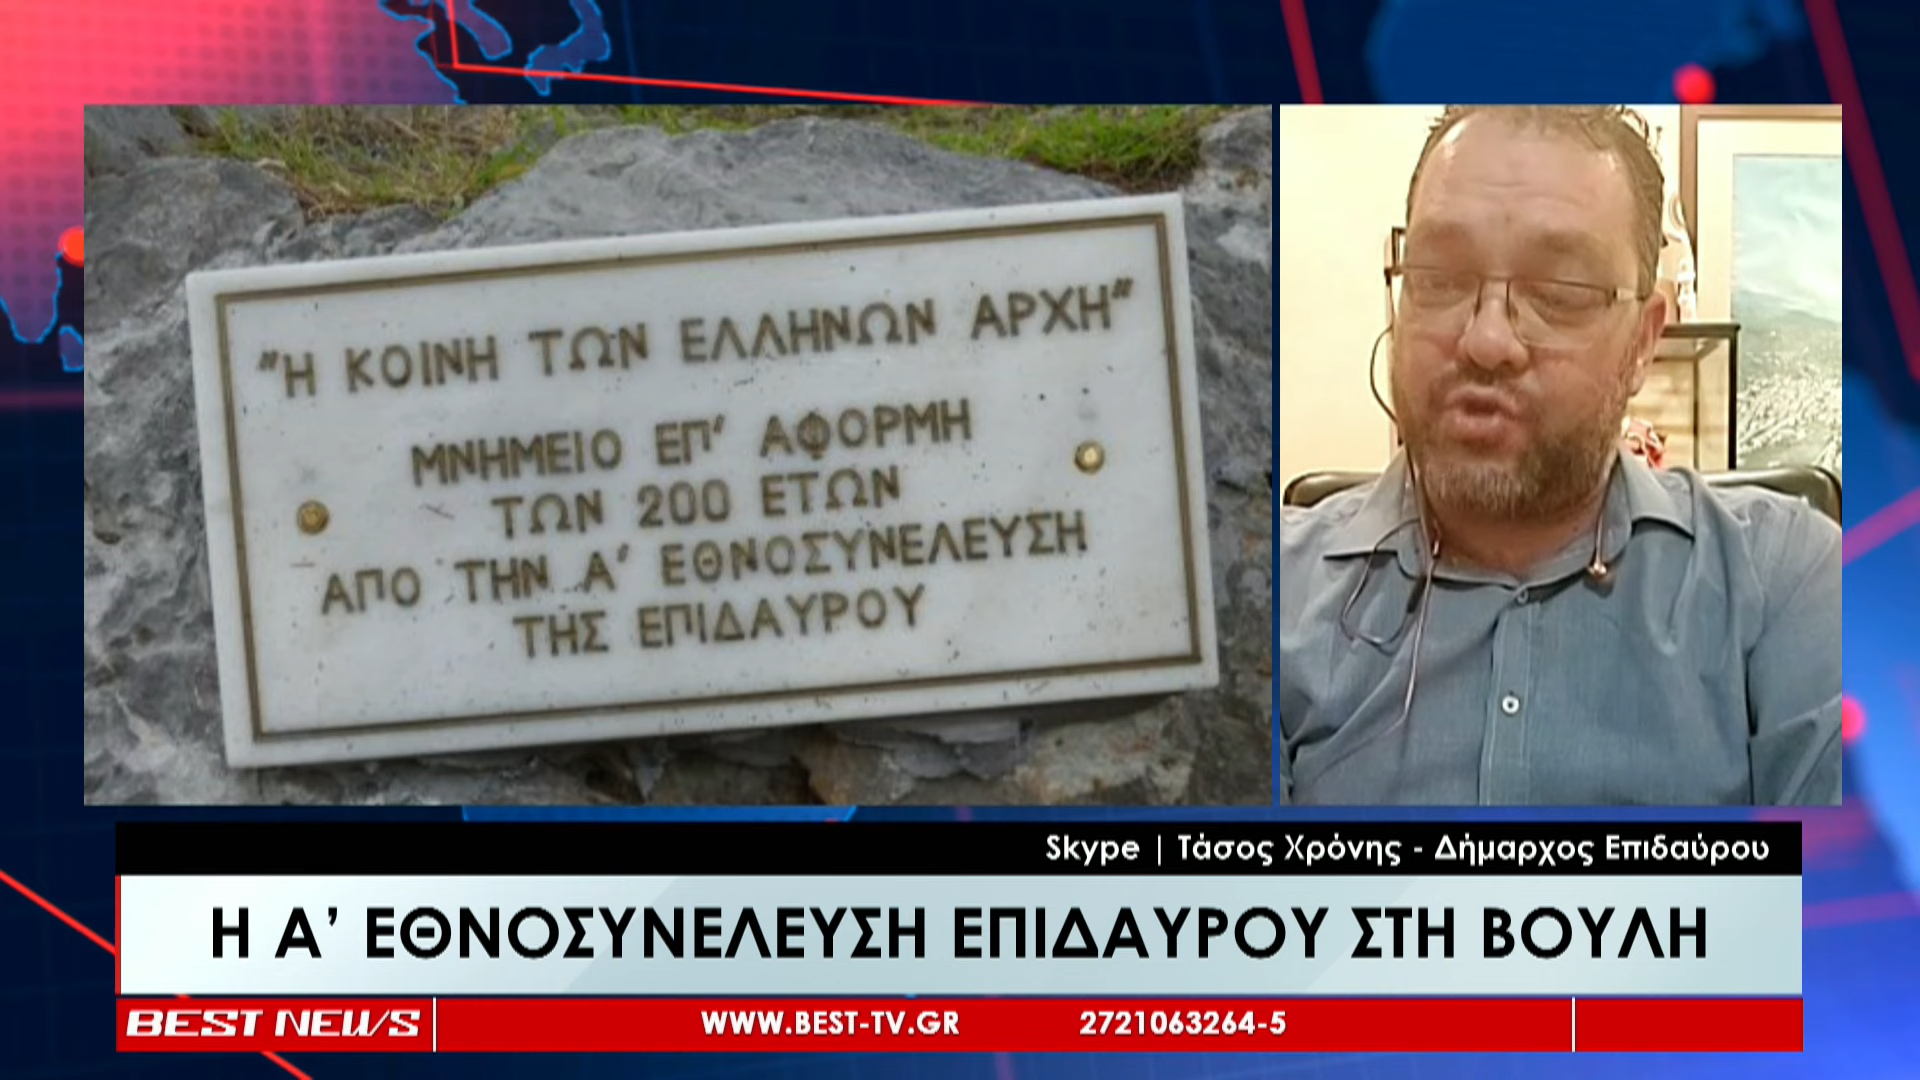 "Η ΚΟΙΝΗ ΤΩΝ ΕΛΛΗΝΩΝ ΑΡΧΗ"
ΜΝΗΜΕΙΟ ΕΠ' ΑΦΟΡΜΗ
ΤΩΝ 200 ΕΤΩΝ
ΑΠΟ ΤΗΝ Α' ΕΘΝΟΣΥΝΕΛΕΥΣΗ
ΤΗΣ ΕΠΙΔΑΥΡΟΥ
Skype | Τάσος Χρόνης - Δήμαρχος Επιδαύρου
Η Α' ΕΘΝΟΣΥΝΕΛΕΥΣΗ ΕΠΙΔΑΥΡΟΥ ΣΤΗ ΒΟΥΛΗ
BEST NEWS WWW.BEST-TV.GR 2721063264-5